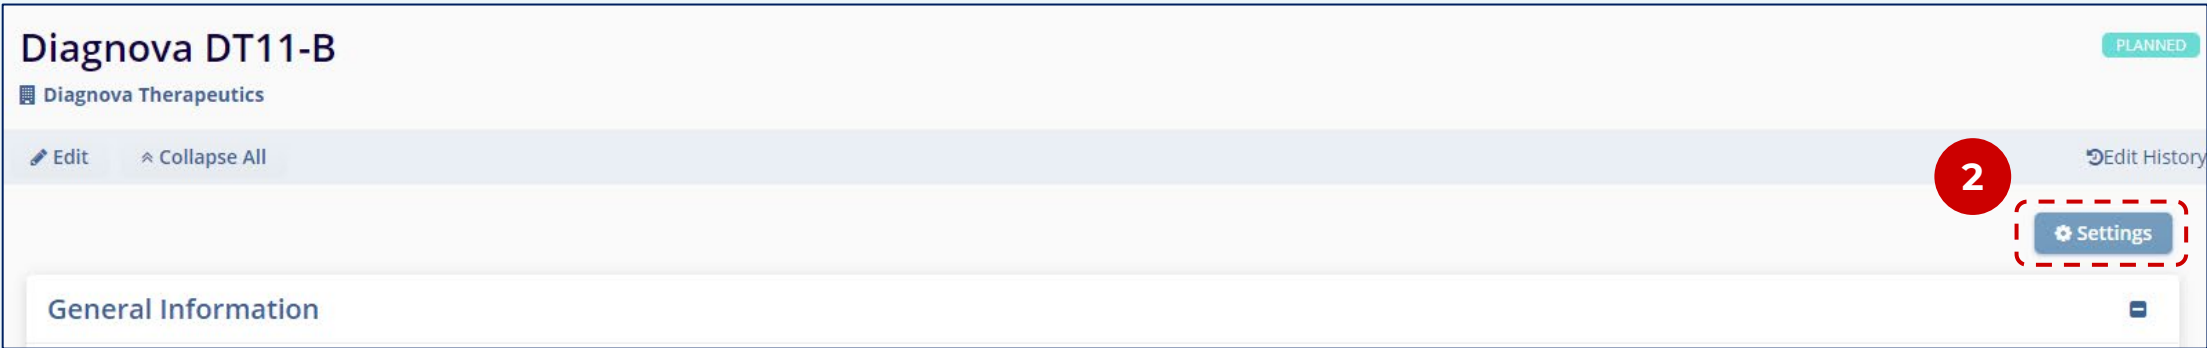 Diagnova DT11-B
PLANNED
Diagnova Therapeutics
Edit
Collapse All
Edit History
2
Settings
General Information